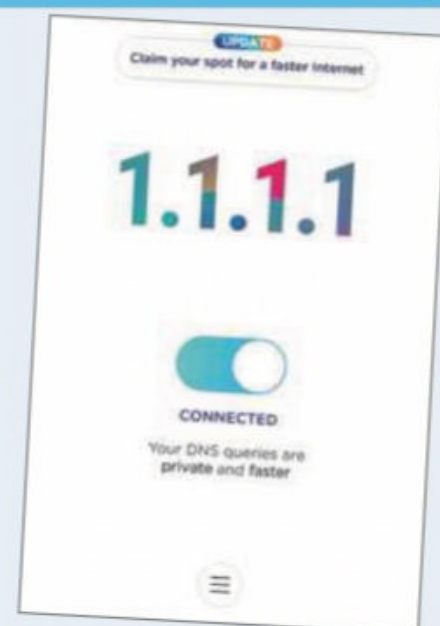 UPDATE
Claim your spot for a faster Internet
1.1.1.1
CONNECTED
Your DNS queries are
private and faster